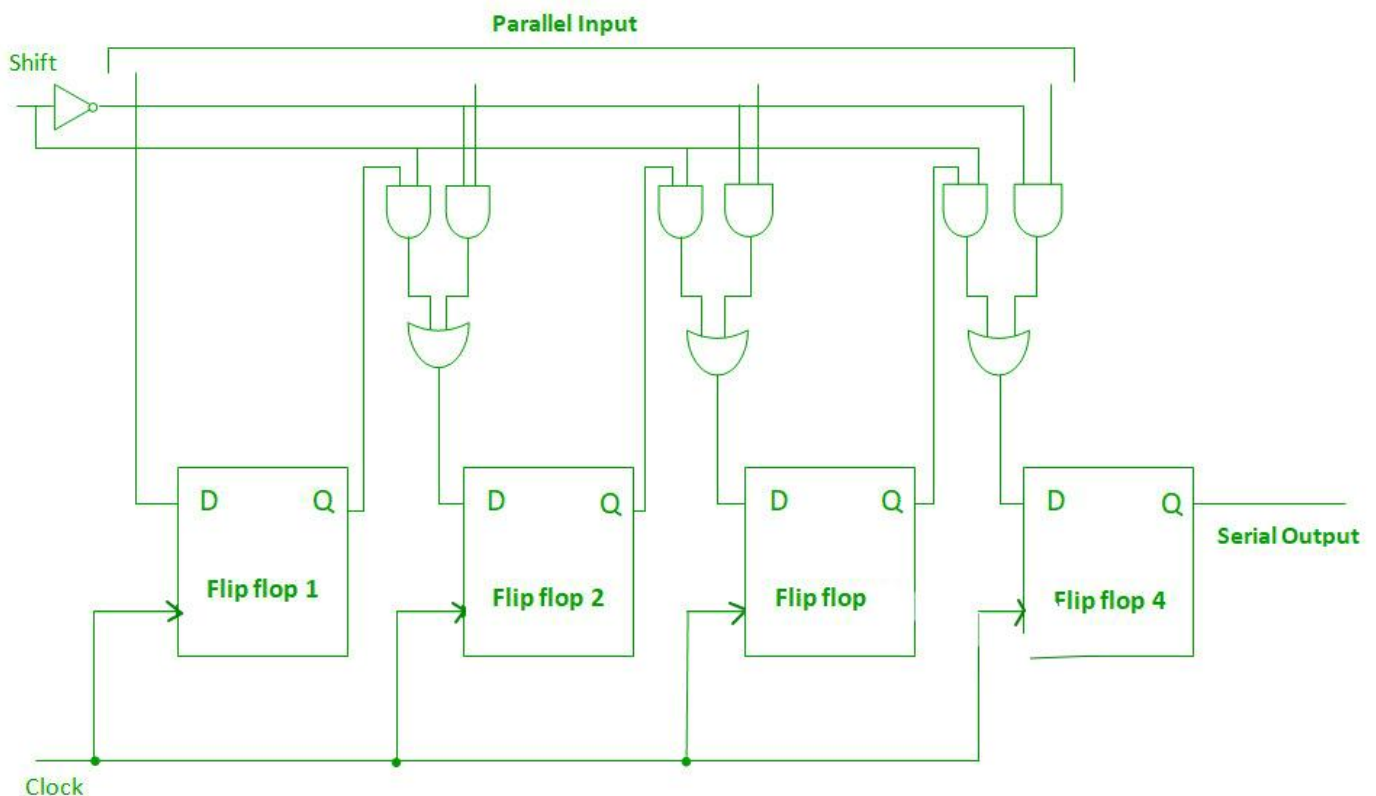 Parallel Input
Shift
D Q
D Q
D Q
D Q
Serial Output
Flip flop 1
Flip flop 2
Flip flop
Flip flop 4
Clock